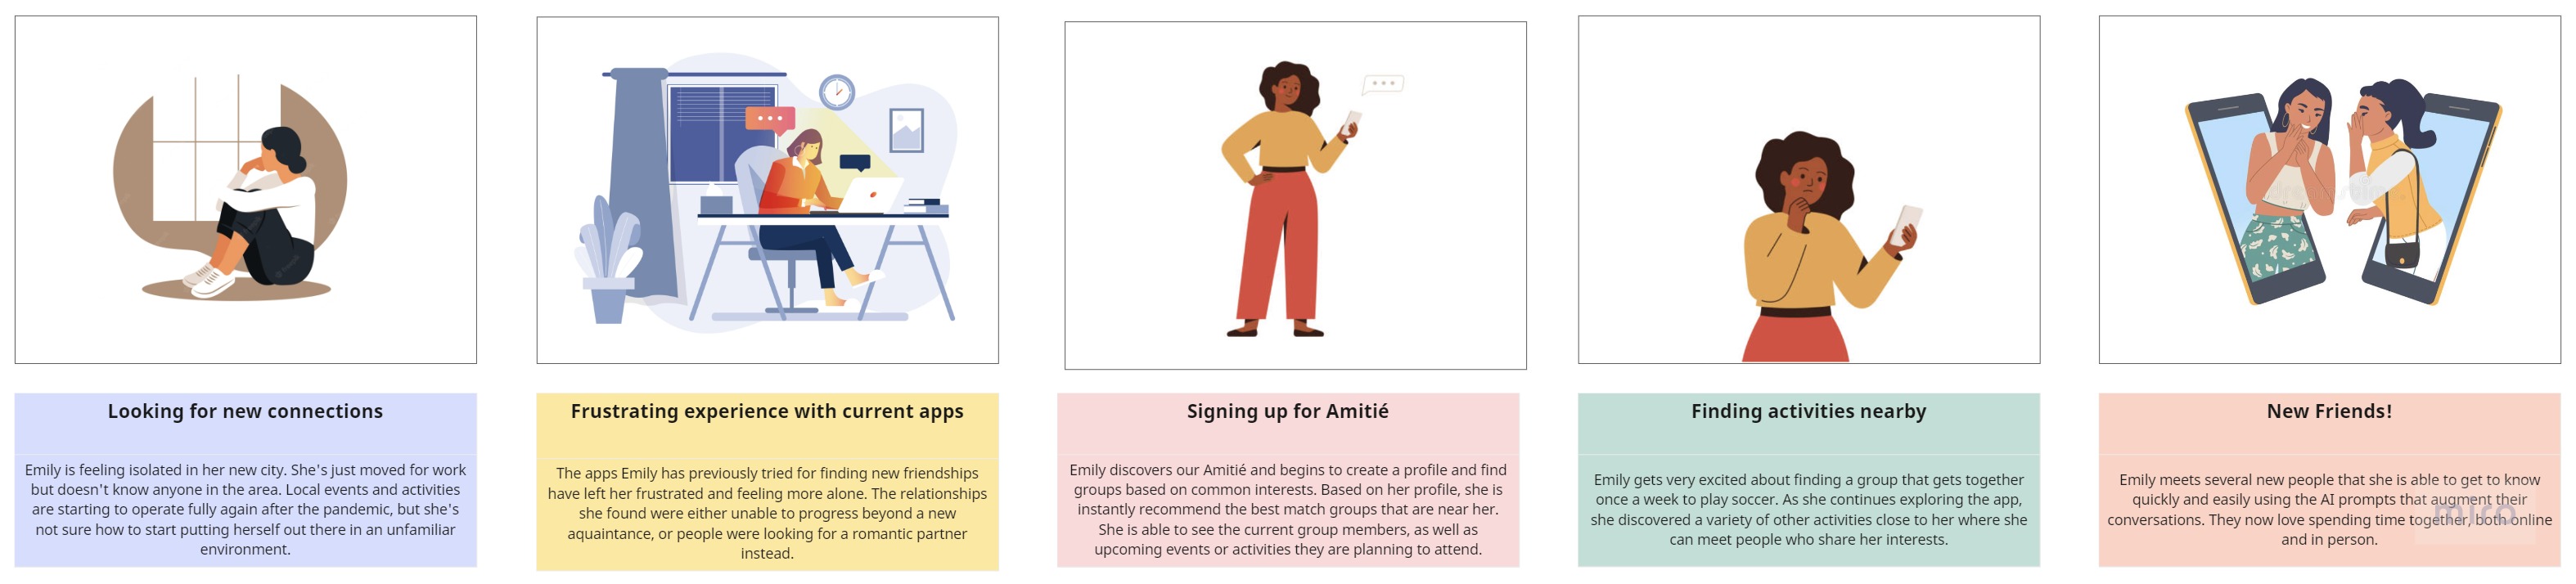 Looking for new connections
Emily is feeling isolated in her new city. She's just moved for work
but doesn't know anyone in the area. Local events and activities
are starting to operate fully again after the pandemic, but she's
not sure how to start putting herself out there in an unfamiliar
environment.
Frustrating experience with current apps
The apps Emily has previously tried for finding new friendships
have left her frustrated and feeling more alone. The relationships
she found were either unable to progress beyond a new
aquaintance, or people were looking for a romantic partner
instead.
Signing up for Amitié
Emily discovers our Amitié and begins to create a profile and find
groups based on common interests. Based on her profile, she is
instantly recommend the best match groups that are near her.
She is able to see the current group members, as well as
upcoming events or activities they are planning to attend.
Finding activities nearby
Emily gets very excited about finding a group that gets together
once a week to play soccer. As she continues exploring the app,
she discovered a variety of other activities close to her where she
can meet people who share her interests.
New Friends!
Emily meets several new people that she is able to get to know
quickly and easily using the AI prompts that augment their
conversations. They now love spending time together, both online
and in person.
miro